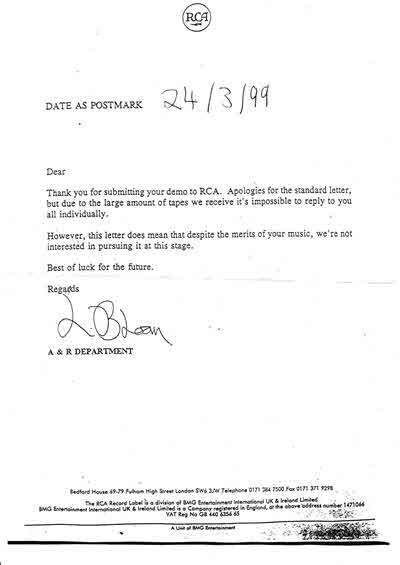 RCA
DATE AS POSTMARK 24/3/99
Dear
Thank you for submitting your demo to RCA. Apologies for the standard letter,
but due to the large amount of tapes we receive it's impossible to reply to you
all individually.
However, this letter does mean that despite the merits of your music, we're not
interested in pursuing it at this stage.
Best of luck for the future.
Regards
L. Bloom
A & R DEPARTMENT
Bedford House 69-79 Fulham High Street London SW6 3JW Telephone 0171 384 7500 Fax 0171 371 9298
The RCA Record Label is a division of BMG Entertainment International UK & Ireland Limited
BMG Entertainment International UK & Ireland Limited is a Company registered in England, at the above address number 1471066
VAT Reg No GB 440 6356 65
A Unit of BMG Entertainment